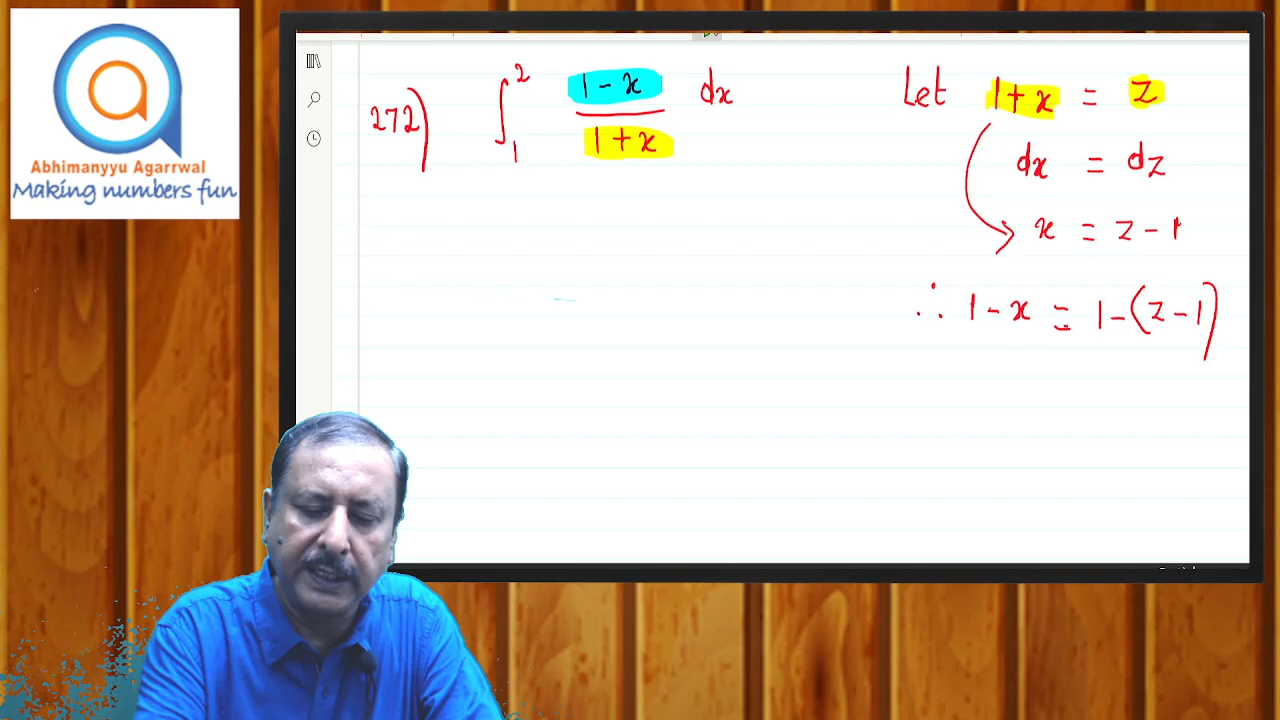 Abhimanyyu Agarrwal
Making numbers fun
272) ∫₁² (1 - x)/(1 + x) dx
Let 1 + x = z
dx = dz
x = z - 1
∴ 1 - x = 1 - (z - 1)